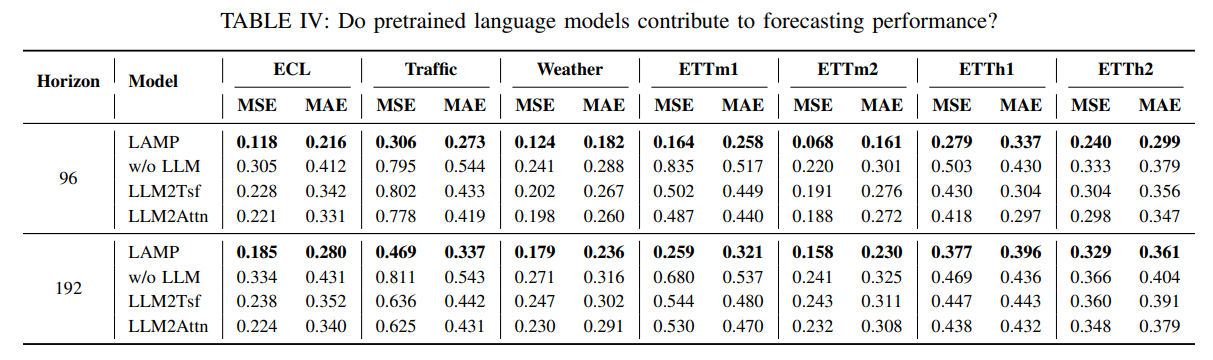 TABLE IV: Do pretrained language models contribute to forecasting performance?
Horizon Model ECL Traffic Weather ETTm1 ETTm2 ETTh1 ETTh2
MSE MAE MSE MAE MSE MAE MSE MAE MSE MAE MSE MAE MSE MAE
96
LAMP 0.118 0.216 0.306 0.273 0.124 0.182 0.164 0.258 0.068 0.161 0.279 0.337 0.240 0.299
w/o LLM 0.305 0.412 0.795 0.544 0.241 0.288 0.835 0.517 0.220 0.301 0.503 0.430 0.333 0.379
LLM2Tsf 0.228 0.342 0.802 0.433 0.202 0.267 0.502 0.449 0.191 0.276 0.430 0.304 0.304 0.356
LLM2Attn 0.221 0.331 0.778 0.419 0.198 0.260 0.487 0.440 0.188 0.272 0.418 0.297 0.298 0.347
192
LAMP 0.185 0.280 0.469 0.337 0.179 0.236 0.259 0.321 0.158 0.230 0.377 0.396 0.329 0.361
w/o LLM 0.334 0.431 0.811 0.543 0.271 0.316 0.680 0.537 0.241 0.325 0.469 0.436 0.366 0.404
LLM2Tsf 0.238 0.352 0.636 0.442 0.247 0.302 0.544 0.480 0.243 0.311 0.447 0.443 0.360 0.391
LLM2Attn 0.224 0.340 0.625 0.431 0.230 0.291 0.530 0.470 0.232 0.308 0.438 0.432 0.348 0.379